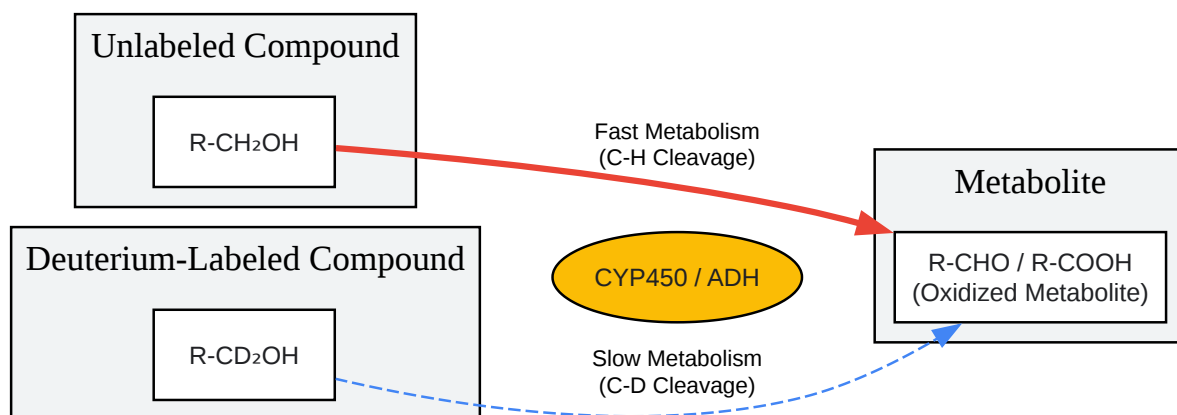 Unlabeled Compound
R-CH₂OH
Fast Metabolism
(C-H Cleavage)
Metabolite
R-CHO / R-COOH
(Oxidized Metabolite)
Deuterium-Labeled Compound
CYP450 / ADH
R-CD₂OH
Slow Metabolism
(C-D Cleavage)